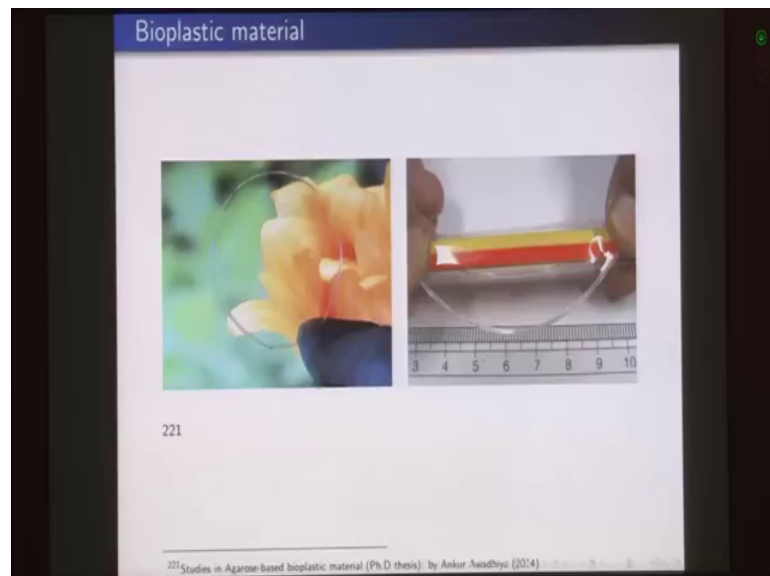 Bioplastic material
3 4 5 6 7 8 9 10
221
221 Studies in Agarose-based bioplastic material (Ph.D thesis): by Ankur Awadhiya (2014)